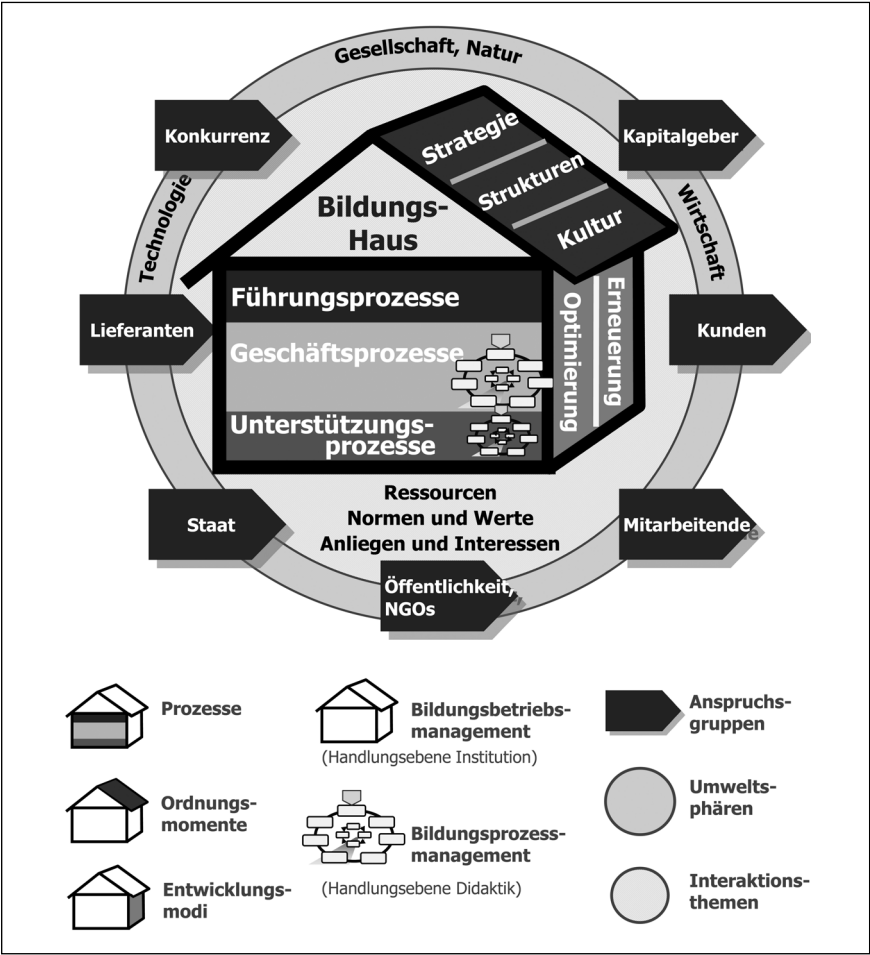 Gesellschaft, Natur
Konkurrenz
Kapitalgeber
Technologie
Wirtschaft
Strategie
Strukturen
Kultur
Bildungs-
Haus
Führungsprozesse
Geschäftsprozesse
Unterstützungs-
prozesse
Optimierung
Erneuerung
Lieferanten
Kunden
Ressourcen
Normen und Werte
Anliegen und Interessen
Staat
Mitarbeitende
Öffentlichkeit,
NGOs
Prozesse
Ordnungs-
momente
Entwicklungs-
modi
Bildungsbetriebs-
management
(Handlungsebene Institution)
Bildungsprozess-
management
(Handlungsebene Didaktik)
Anspruchs-
gruppen
Umwelts-
phären
Interaktions-
themen